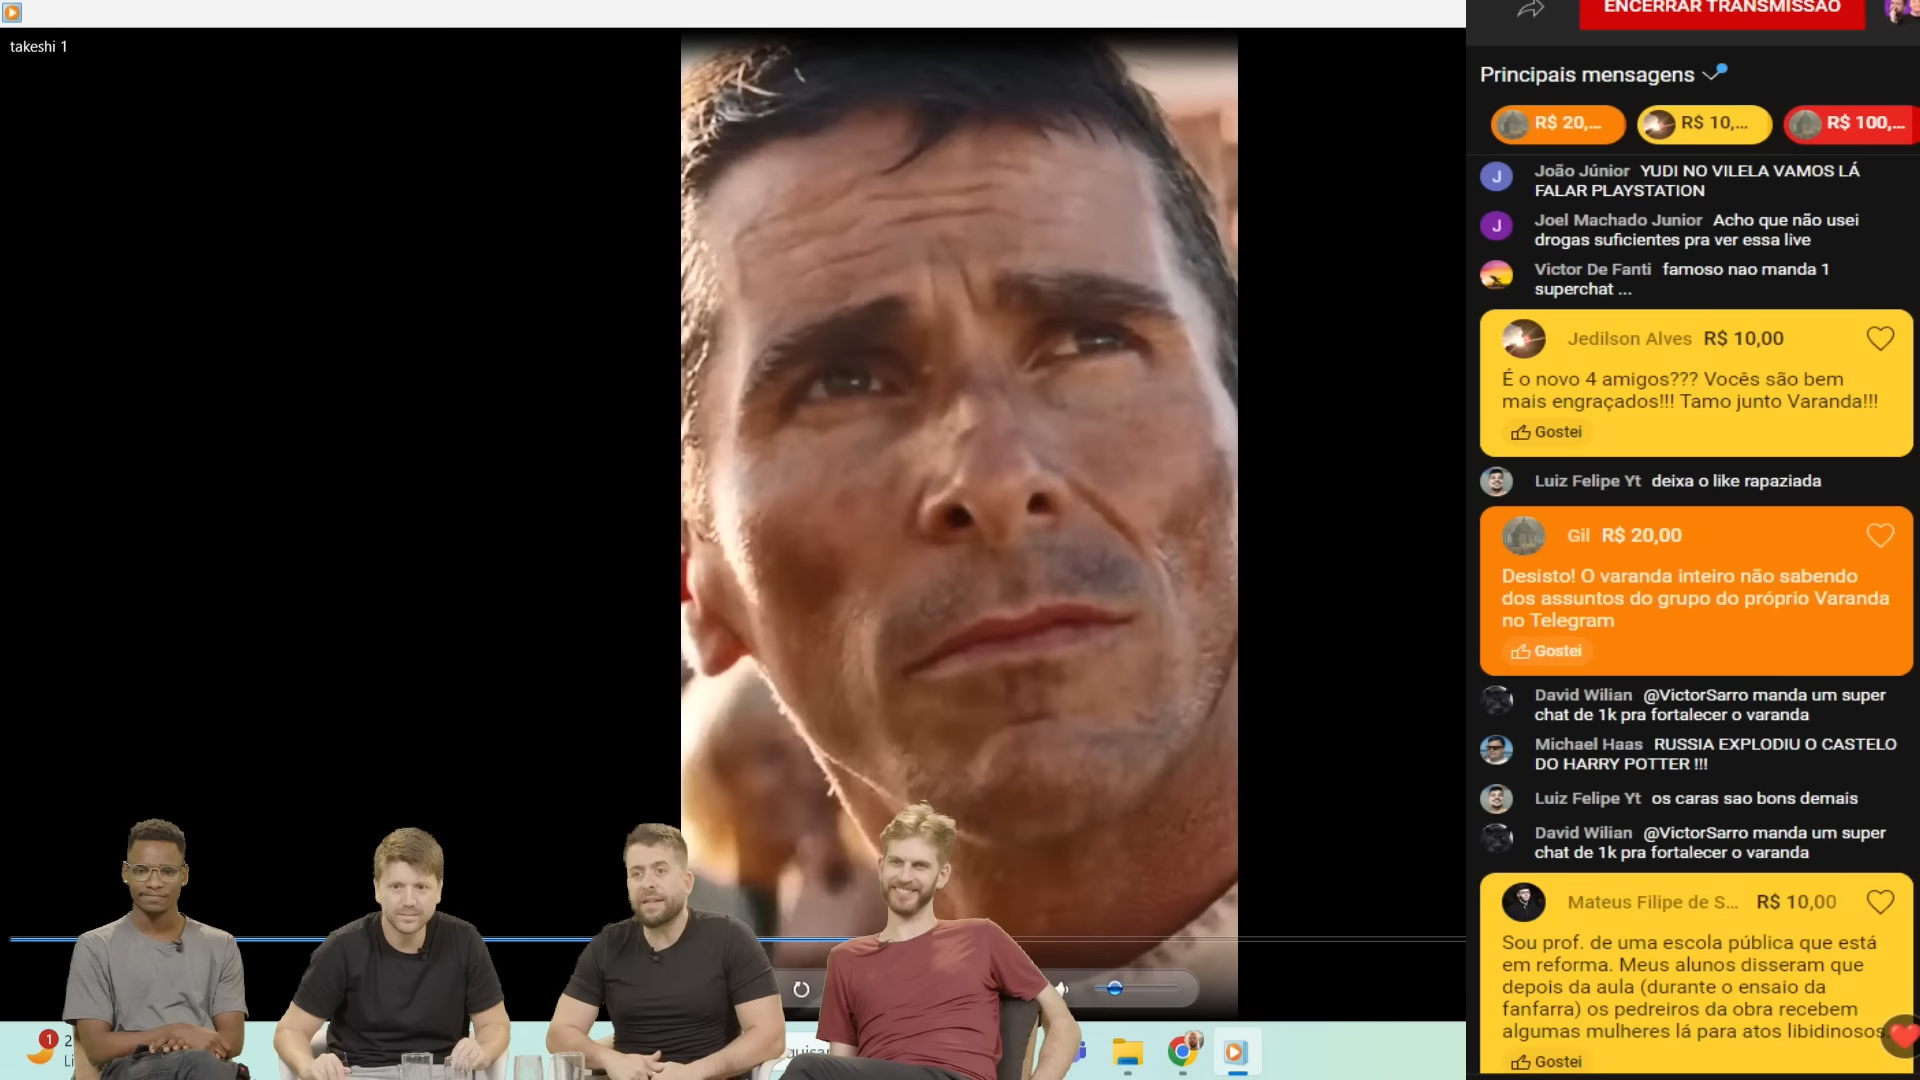 takeshi 1
ENCERRAR TRANSMISSÃO
Principais mensagens
R$ 20,...
R$ 10,...
R$ 100,...
João Júnior YUDI NO VILELA VAMOS LÁ
FALAR PLAYSTATION
Joel Machado Junior Acho que não usei
drogas suficientes pra ver essa live
Victor De Fanti famoso nao manda 1
superchat ...
Jedilson Alves R$ 10,00
É o novo 4 amigos??? Vocês são bem
mais engraçados!!! Tamo junto Varanda!!!
Gostei
Luiz Felipe Yt deixa o like rapaziada
Gil R$ 20,00
Desisto! O varanda inteiro não sabendo
dos assuntos do grupo do próprio Varanda
no Telegram
Gostei
David Wilian @VictorSarro manda um super
chat de 1k pra fortalecer o varanda
Michael Haas RUSSIA EXPLODIU O CASTELO
DO HARRY POTTER !!!
Luiz Felipe Yt os caras sao bons demais
David Wilian @VictorSarro manda um super
chat de 1k pra fortalecer o varanda
Mateus Filipe de S... R$ 10,00
Sou prof. de uma escola pública que está
em reforma. Meus alunos disseram que
depois da aula (durante o ensaio da
fanfarra) os pedreiros da obra recebem
algumas mulheres lá para atos libidinosos.
Gostei
1
2
Li